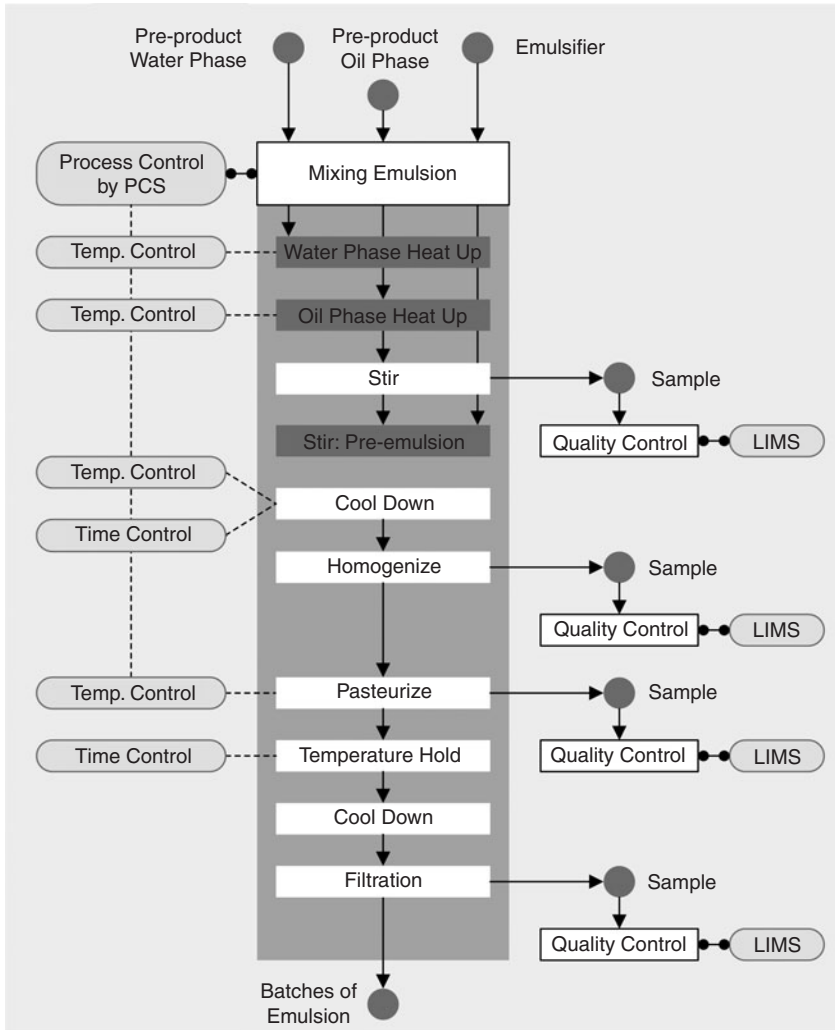 Pre-product
Water Phase
Pre-product
Oil Phase
Emulsifier
Process Control
by PCS
Mixing Emulsion
Temp. Control
Water Phase Heat Up
Temp. Control
Oil Phase Heat Up
Stir
Sample
Stir: Pre-emulsion
Quality Control
LIMS
Temp. Control
Cool Down
Time Control
Homogenize
Sample
Quality Control
LIMS
Temp. Control
Pasteurize
Sample
Time Control
Temperature Hold
Quality Control
LIMS
Cool Down
Filtration
Sample
Quality Control
LIMS
Batches of
Emulsion